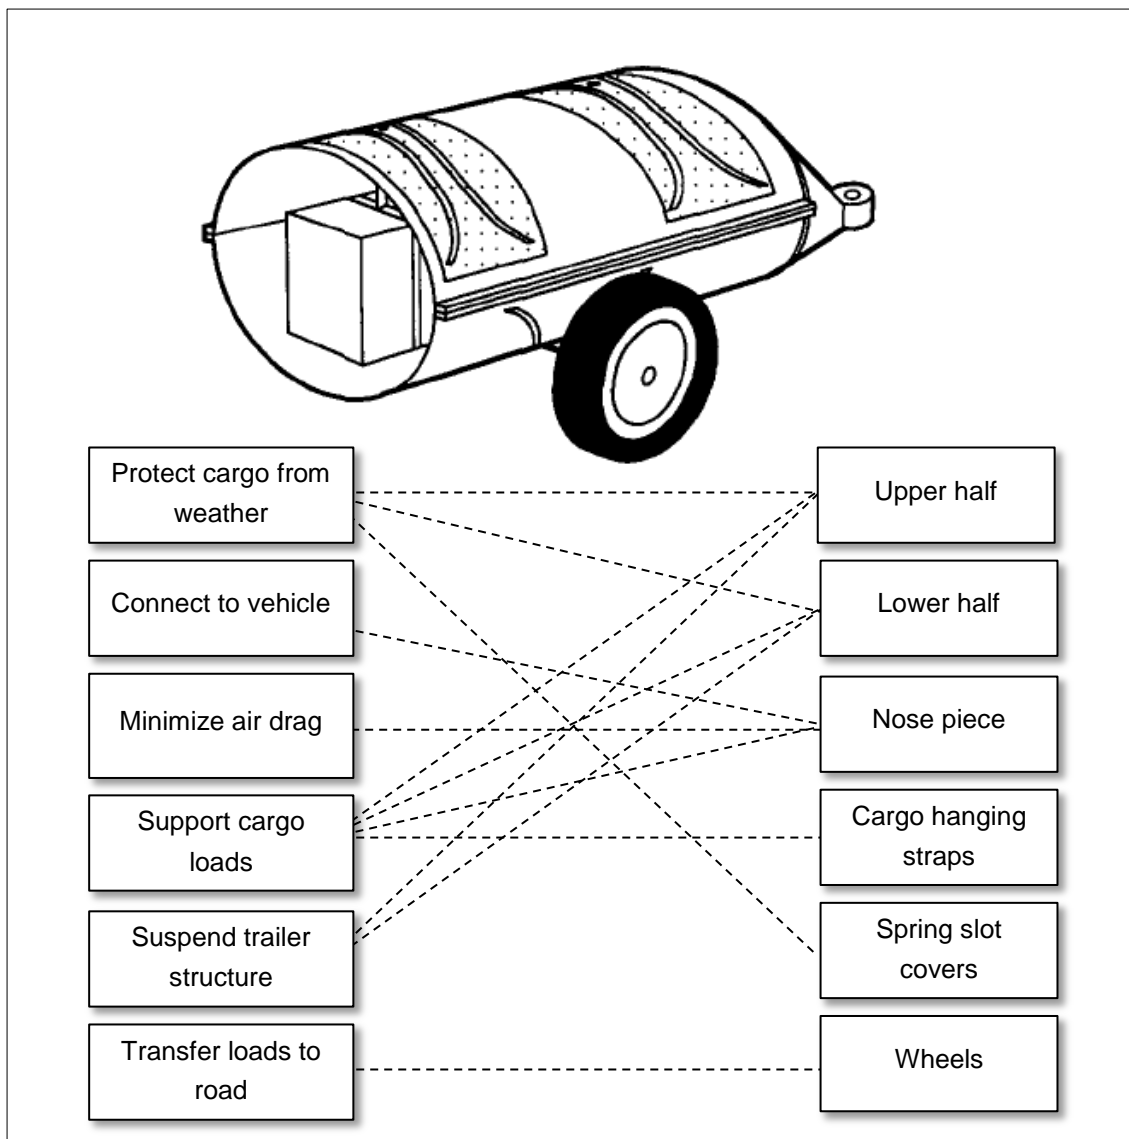 Protect cargo from
weather
Upper half
Connect to vehicle
Lower half
Minimize air drag
Nose piece
Support cargo
loads
Cargo hanging
straps
Suspend trailer
structure
Spring slot
covers
Transfer loads to
road
Wheels